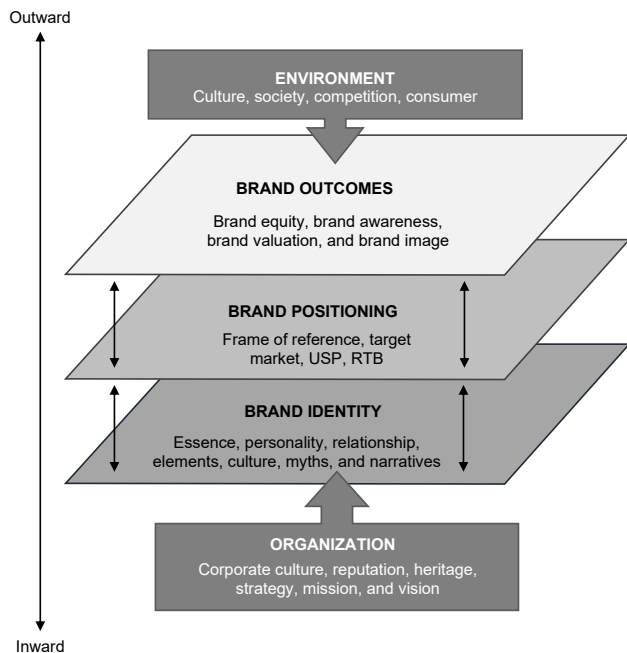 Outward
ENVIRONMENT
Culture, society, competition, consumer
BRAND OUTCOMES
Brand equity, brand awareness,
brand valuation, and brand image
BRAND POSITIONING
Frame of reference, target
market, USP, RTB
BRAND IDENTITY
Essence, personality, relationship,
elements, culture, myths, and narratives
ORGANIZATION
Corporate culture, reputation, heritage,
strategy, mission, and vision
Inward